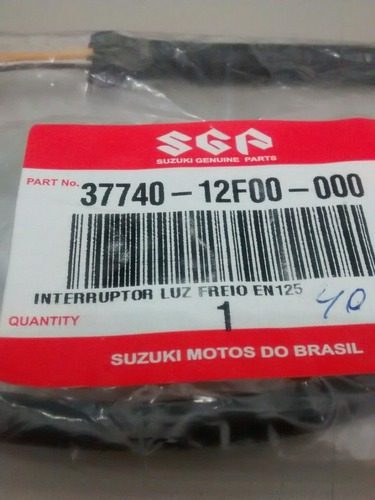 SGP
SUZUKI GENUINE PARTS
PART No. 37740-12F00-000
INTERRUPTOR LUZ FREIO EN125
40
QUANTITY 1
SUZUKI MOTOS DO BRASIL